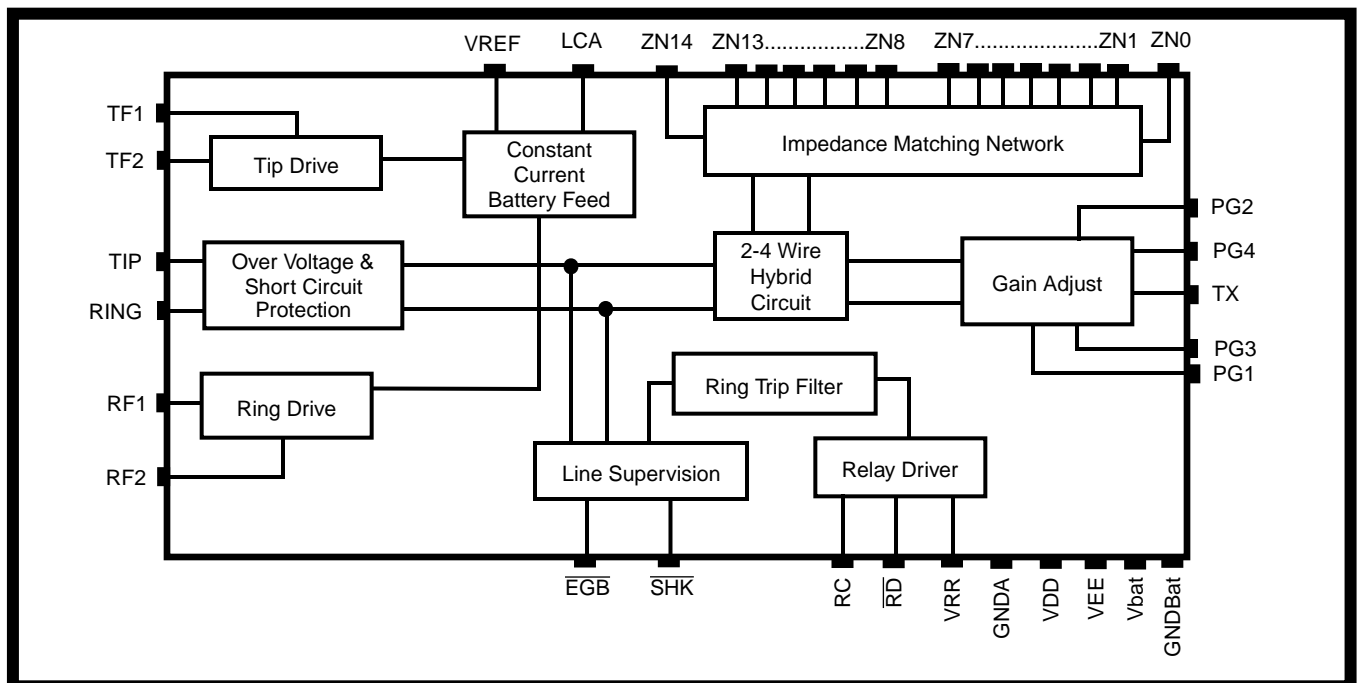 VREF LCA ZN14 ZN13.................ZN8 ZN7.....................ZN1 ZN0
TF1
TF2
Tip Drive
Constant
Current
Battery Feed
Impedance Matching Network
TIP
RING
Over Voltage &
Short Circuit
Protection
2-4 Wire
Hybrid
Circuit
Gain Adjust
PG2
PG4
TX
PG3
PG1
RF1
RF2
Ring Drive
Ring Trip Filter
Line Supervision
Relay Driver
EGB
SHK
RC
RD
VRR
GNDA
VDD
VEE
Vbat
GNDBat